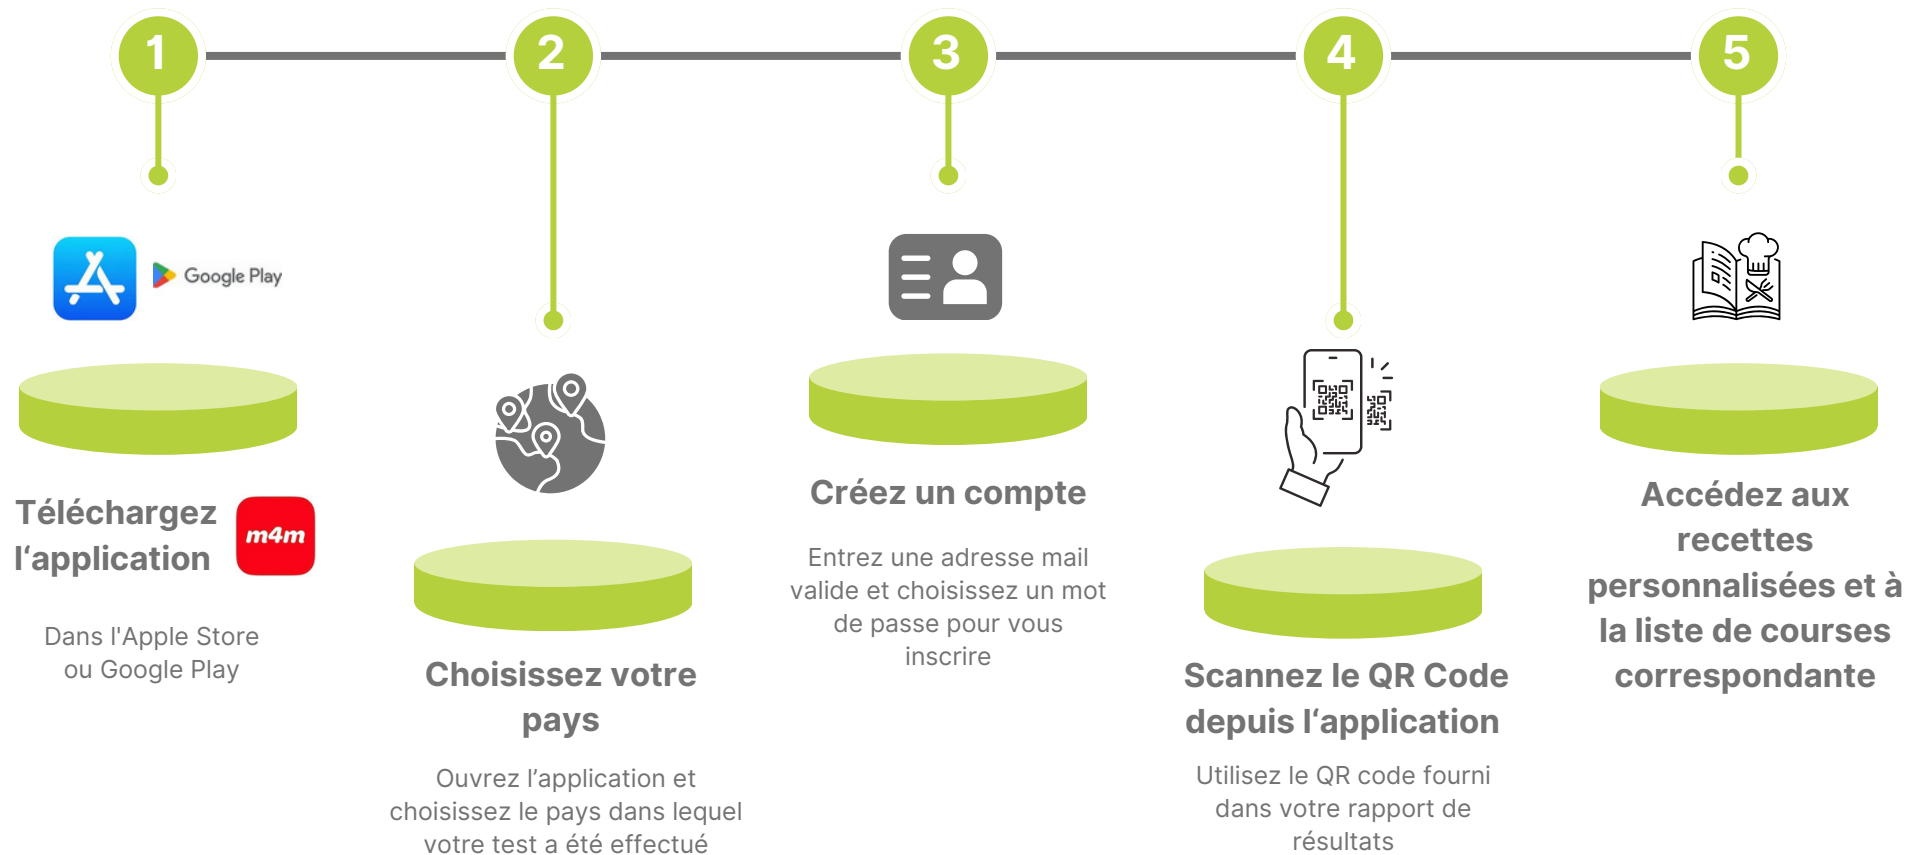 1
2
3
4
5
Google Play
Téléchargez
l‘application
m4m
Dans l'Apple Store
ou Google Play
Choisissez votre
pays
Ouvrez l’application et
choisissez le pays dans lequel
votre test a été effectué
Créez un compte
Entrez une adresse mail
valide et choisissez un mot
de passe pour vous
inscrire
Scannez le QR Code
depuis l‘application
Utilisez le QR code fourni
dans votre rapport de
résultats
Accédez aux
recettes
personnalisées et à
la liste de courses
correspondante